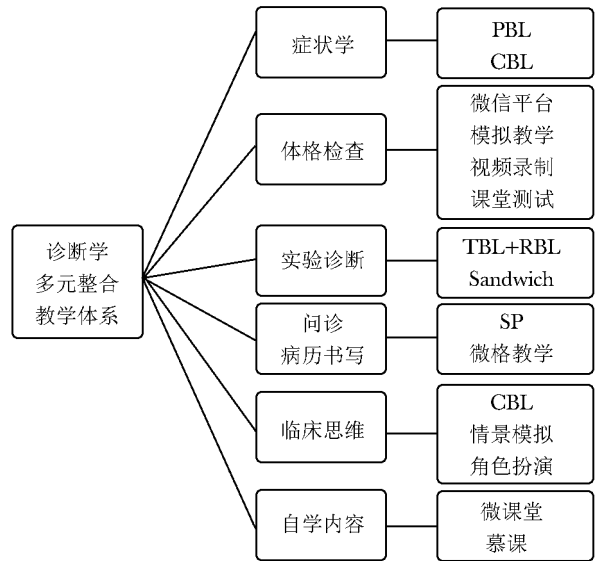 诊断学
多元整合
教学体系
症状学
PBL
CBL
体格检查
微信平台
模拟教学
视频录制
课堂测试
实验诊断
TBL+RBL
Sandwich
问诊
病历书写
SP
微格教学
临床思维
CBL
情景模拟
角色扮演
自学内容
微课堂
慕课